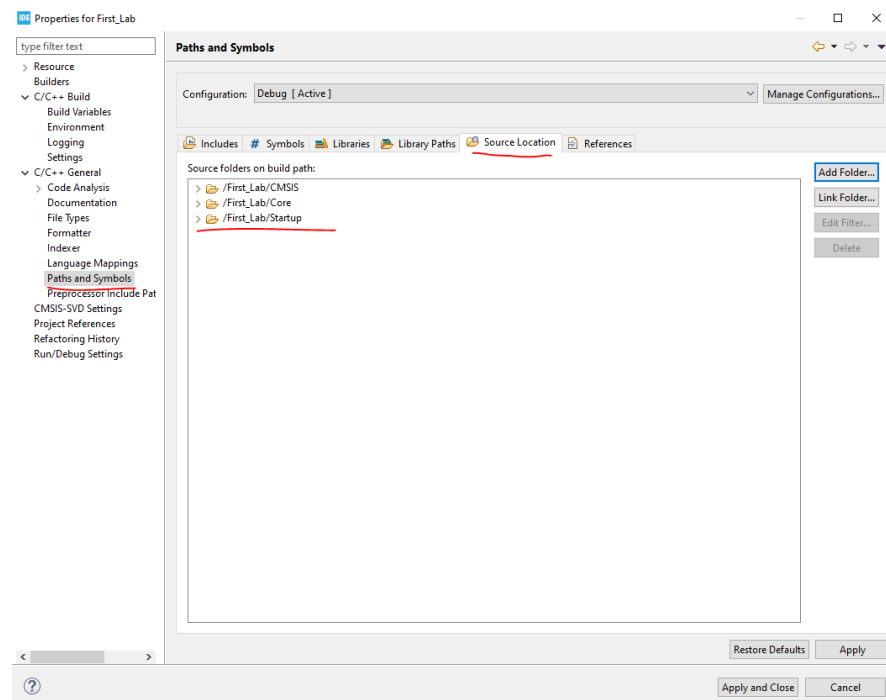 IDE Properties for First_Lab
type filter text
Resource
Builders
C/C++ Build
Build Variables
Environment
Logging
Settings
C/C++ General
Code Analysis
Documentation
File Types
Formatter
Indexer
Language Mappings
Paths and Symbols
Preprocessor Include Pat
CMSIS-SVD Settings
Project References
Refactoring History
Run/Debug Settings
Paths and Symbols
Configuration: Debug [ Active ]
Manage Configurations...
Includes # Symbols Libraries Library Paths Source Location References
Source folders on build path:
/First_Lab/CMSIS
/First_Lab/Core
/First_Lab/Startup
Add Folder...
Link Folder...
Edit Filter...
Delete
Restore Defaults Apply
? Apply and Close Cancel